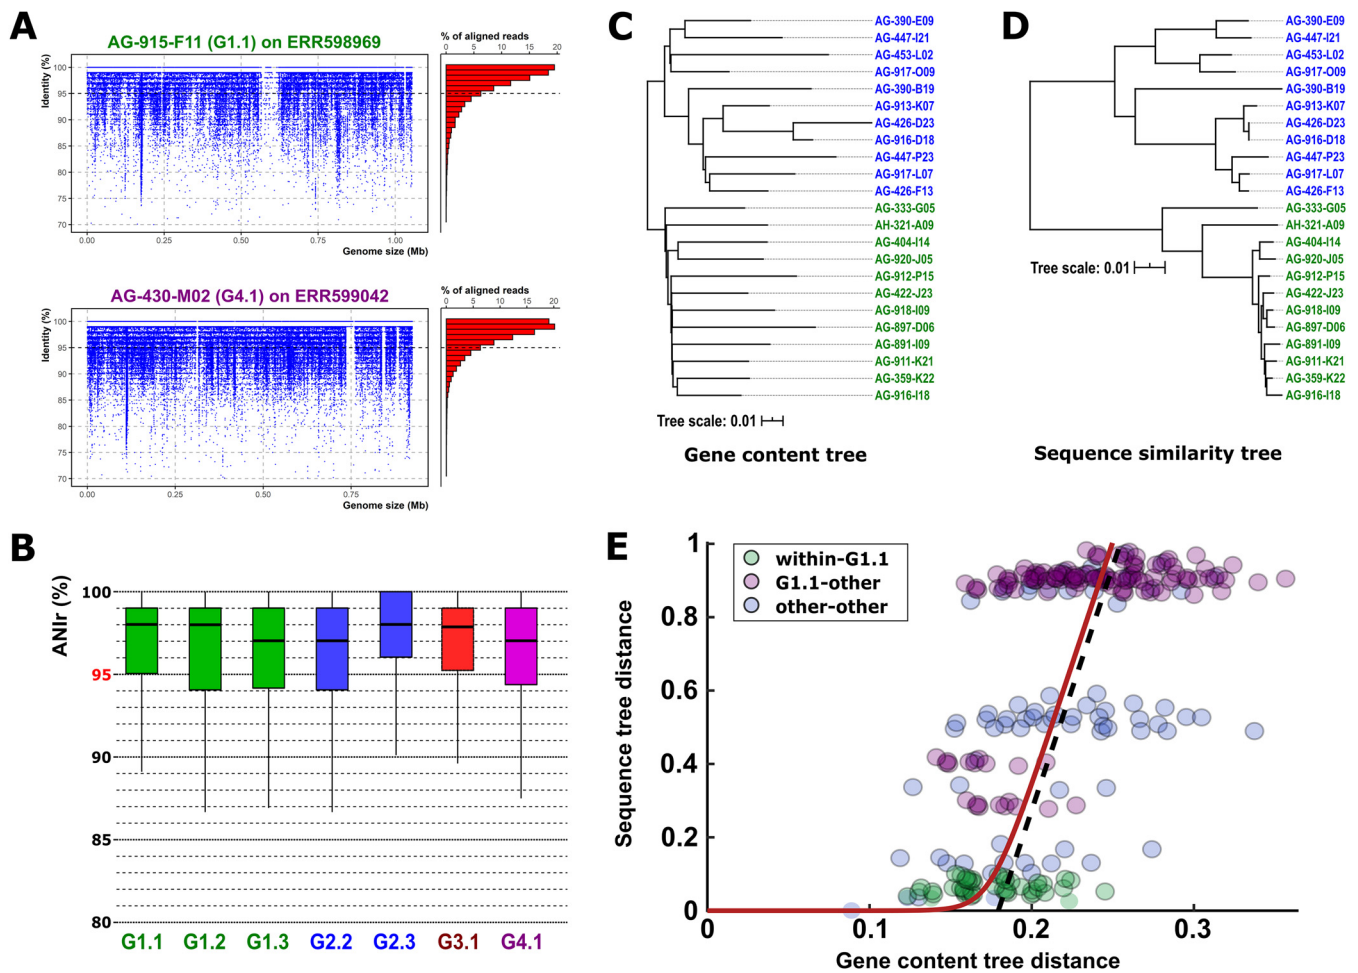 A
AG-915-F11 (G1.1) on ERR598969
% of aligned reads
0 5 10 15 20
Identity (%)
100
95
90
85
80
75
70
0.00 0.25 0.50 0.75 1.00
Genome size (Mb)
AG-430-M02 (G4.1) on ERR599042
% of aligned reads
0 5 10 15 20
Identity (%)
100
95
90
85
80
75
70
0.00 0.25 0.50 0.75
Genome size (Mb)
B
ANIr (%)
100
95
90
85
80
G1.1 G1.2 G1.3 G2.2 G2.3 G3.1 G4.1
C
AG-390-E09
AG-447-I21
AG-453-L02
AG-917-O09
AG-390-B19
AG-913-K07
AG-426-D23
AG-916-D18
AG-447-P23
AG-917-L07
AG-426-F13
AG-333-G05
AH-321-A09
AG-404-I14
AG-920-J05
AG-912-P15
AG-422-J23
AG-918-I09
AG-897-D06
AG-891-I09
AG-911-K21
AG-359-K22
AG-916-I18
Tree scale: 0.01
Gene content tree
D
AG-390-E09
AG-447-I21
AG-453-L02
AG-917-O09
AG-390-B19
AG-913-K07
AG-426-D23
AG-916-D18
AG-447-P23
AG-917-L07
AG-426-F13
AG-333-G05
AH-321-A09
AG-404-I14
AG-920-J05
AG-912-P15
AG-422-J23
AG-918-I09
AG-897-D06
AG-891-I09
AG-911-K21
AG-359-K22
AG-916-I18
Tree scale: 0.01
Sequence similarity tree
E
within-G1.1
G1.1-other
other-other
Sequence tree distance
1
0.8
0.6
0.4
0.2
0
0 0.1 0.2 0.3
Gene content tree distance